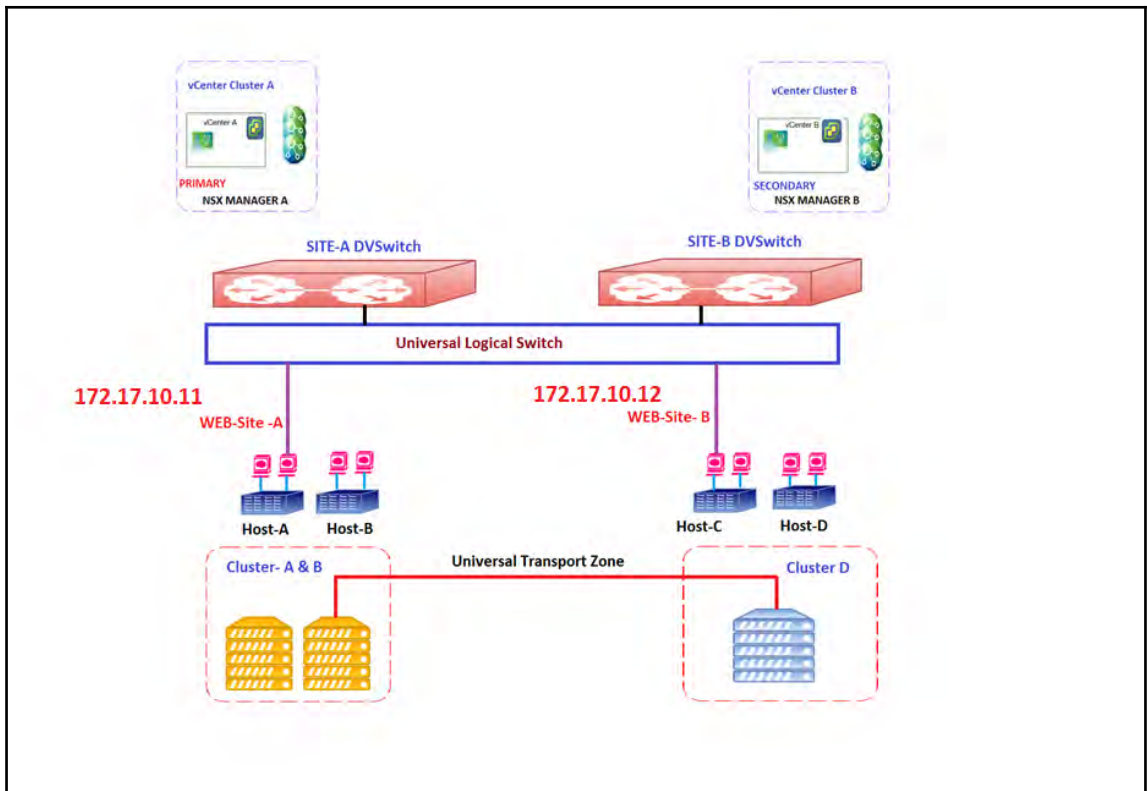 vCenter Cluster A
vCenter A
PRIMARY
NSX MANAGER A
vCenter Cluster B
vCenter B
SECONDARY
NSX MANAGER B
SITE-A DVSwitch
SITE-B DVSwitch
Universal Logical Switch
172.17.10.11
WEB-Site -A
172.17.10.12
WEB-Site- B
Host-A
Host-B
Host-C
Host-D
Cluster- A & B
Universal Transport Zone
Cluster D